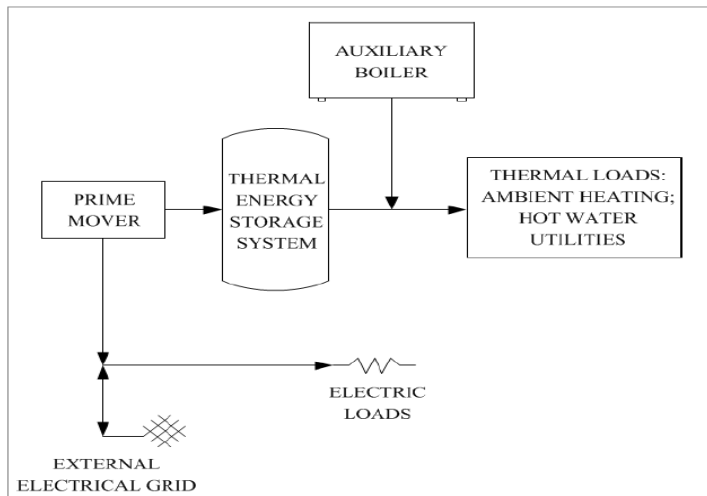 AUXILIARY
BOILER
THERMAL
ENERGY
STORAGE
SYSTEM
PRIME
MOVER
THERMAL LOADS:
AMBIENT HEATING;
HOT WATER
UTILITIES
ELECTRIC
LOADS
EXTERNAL
ELECTRICAL GRID